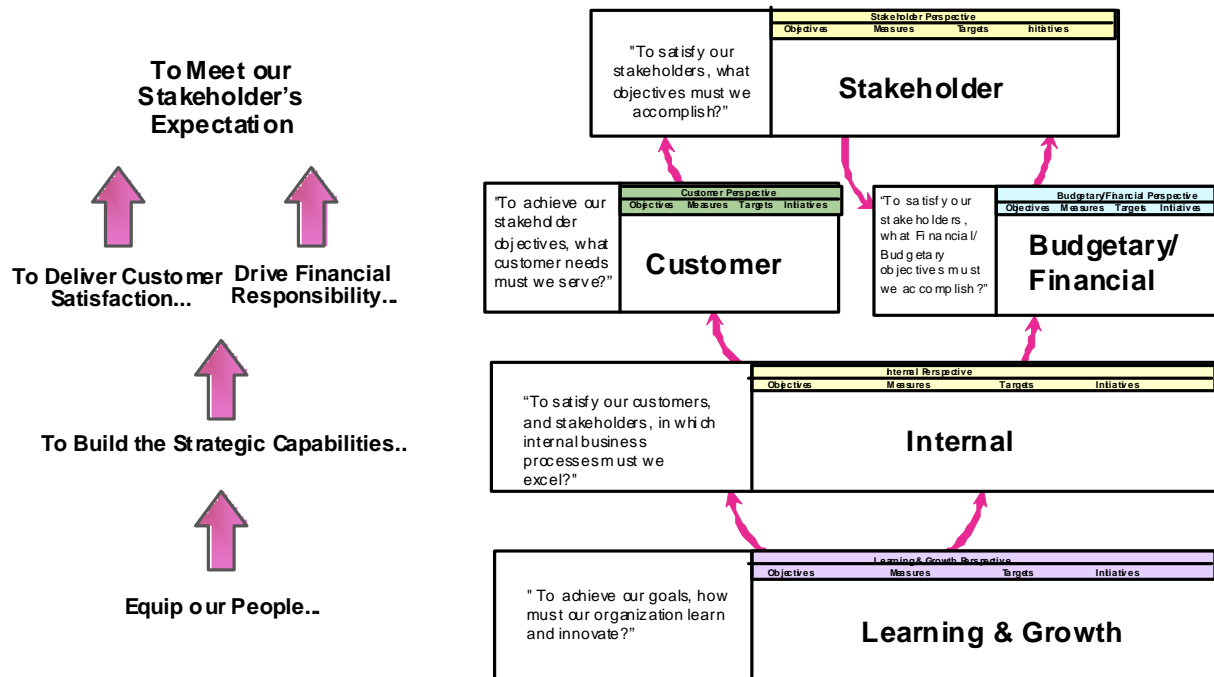 To Meet our
Stakeholder's
Expectation
To Deliver Customer
Satisfaction...
Drive Financial
Responsibility...
To Build the Strategic Capabilities..
Equip our People...
"To satisfy our
stakeholders, what
objectives must we
accomplish?”
Stakeholder Perspective
Objectives Measures Targets Initiatives
Stakeholder
"To achieve our
stakeholder
objectives, what
customer needs
must we serve?”
Customer Perspective
Objectives Measures Targets Initiatives
Customer
“To satisfy your
stakeholders,
what Financial/
Budgetary
objectives must
we accomplish?”
Budgetary/Financial Perspective
Objectives Measures Targets Initiatives
Budgetary/
Financial
“To satisfy our customers,
and stakeholders, in which
internal business
processes must we
excel?”
Internal Perspective
Objectives Measures Targets Initiatives
Internal
" To achieve our goals, how
must our organization learn
and innovate?”
Learning & Growth Perspective
Objectives Measures Targets Initiatives
Learning & Growth